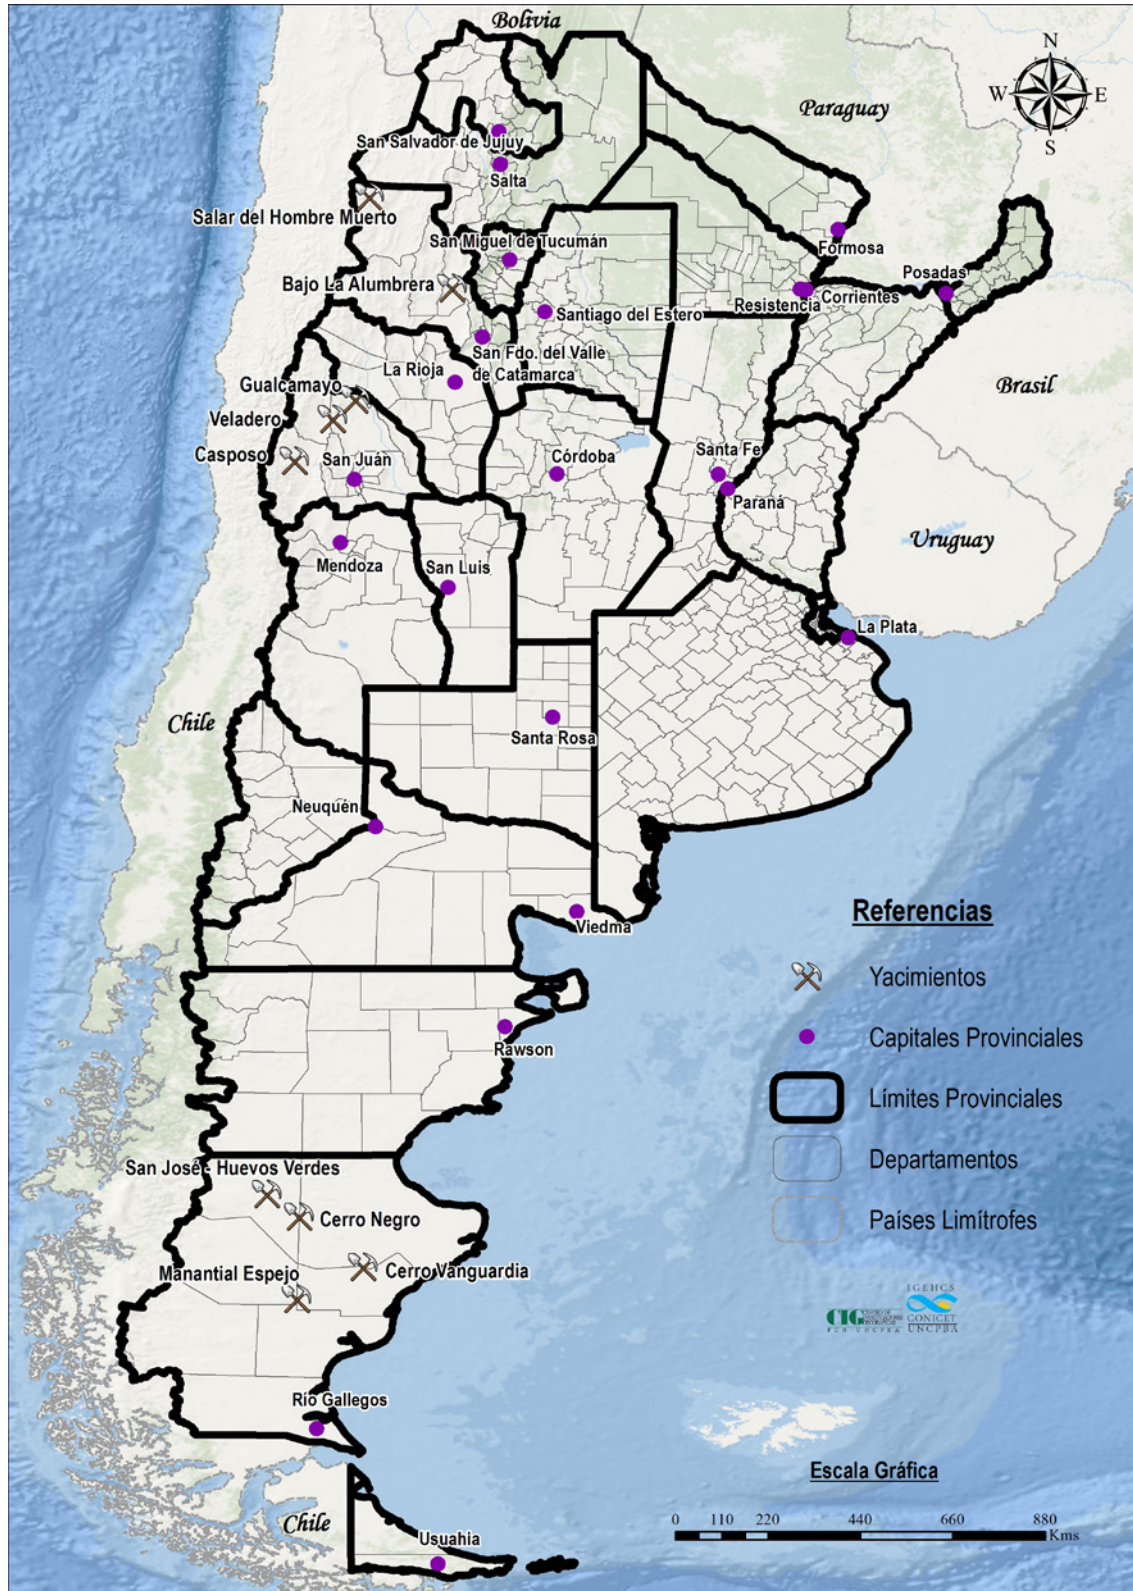 Bolivia
N
Paraguay
W
E
S
San Salvador de Jujuy
Salta
Salar del Hombre Muerto
San Miguel de Tucumán
Formosa
Bajo La Alumbrera
Posadas
Resistencia
Corrientes
Santiago del Estero
San Fdo. del Valle
de Catamarca
La Rioja
Gualcamayo
Brasil
Veladero
Casposo
San Juán
Córdoba
Santa Fe
Paraná
Uruguay
Mendoza
San Luis
La Plata
Chile
Santa Rosa
Neuquén
Viedma
Referencias
Yacimientos
Capitales Provinciales
Rawson
Límites Provinciales
Departamentos
San José - Huevos Verdes
Cerro Negro
Países Limítrofes
Manantial Espejo
Cerro Vanguardia
IGEHCS
CIG
CONICET
FCH-UNCPBA
UNCPBA
Río Gallegos
Escala Gráfica
Chile
0 110 220 440 660 880
Kms
Usuahia